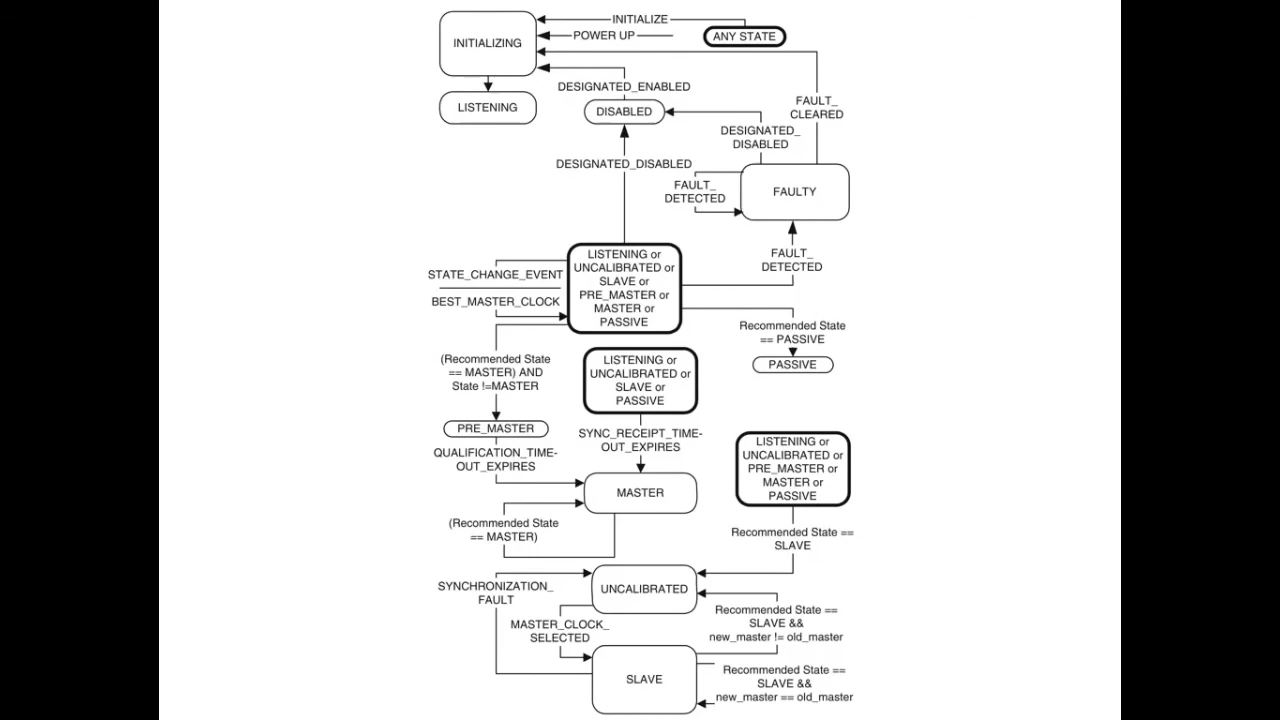 INITIALIZE
POWER UP
ANY STATE
INITIALIZING
DESIGNATED_ENABLED
LISTENING
DISABLED
FAULT_
CLEARED
DESIGNATED_
DISABLED
DESIGNATED_DISABLED
FAULT_
DETECTED
FAULTY
LISTENING or
UNCALIBRATED or
SLAVE or
PRE_MASTER or
MASTER or
PASSIVE
FAULT_
DETECTED
STATE_CHANGE_EVENT
BEST_MASTER_CLOCK
Recommended State
== PASSIVE
PASSIVE
(Recommended State
== MASTER) AND
State !=MASTER
LISTENING or
UNCALIBRATED or
SLAVE or
PASSIVE
PRE_MASTER
SYNC_RECEIPT_TIME-
OUT_EXPIRES
QUALIFICATION_TIME-
OUT_EXPIRES
LISTENING or
UNCALIBRATED or
PRE_MASTER or
MASTER or
PASSIVE
MASTER
(Recommended State
== MASTER)
Recommended State ==
SLAVE
SYNCHRONIZATION_
FAULT
UNCALIBRATED
MASTER_CLOCK_
SELECTED
Recommended State ==
SLAVE &&
new_master != old_master
SLAVE
Recommended State ==
SLAVE &&
new_master == old_master